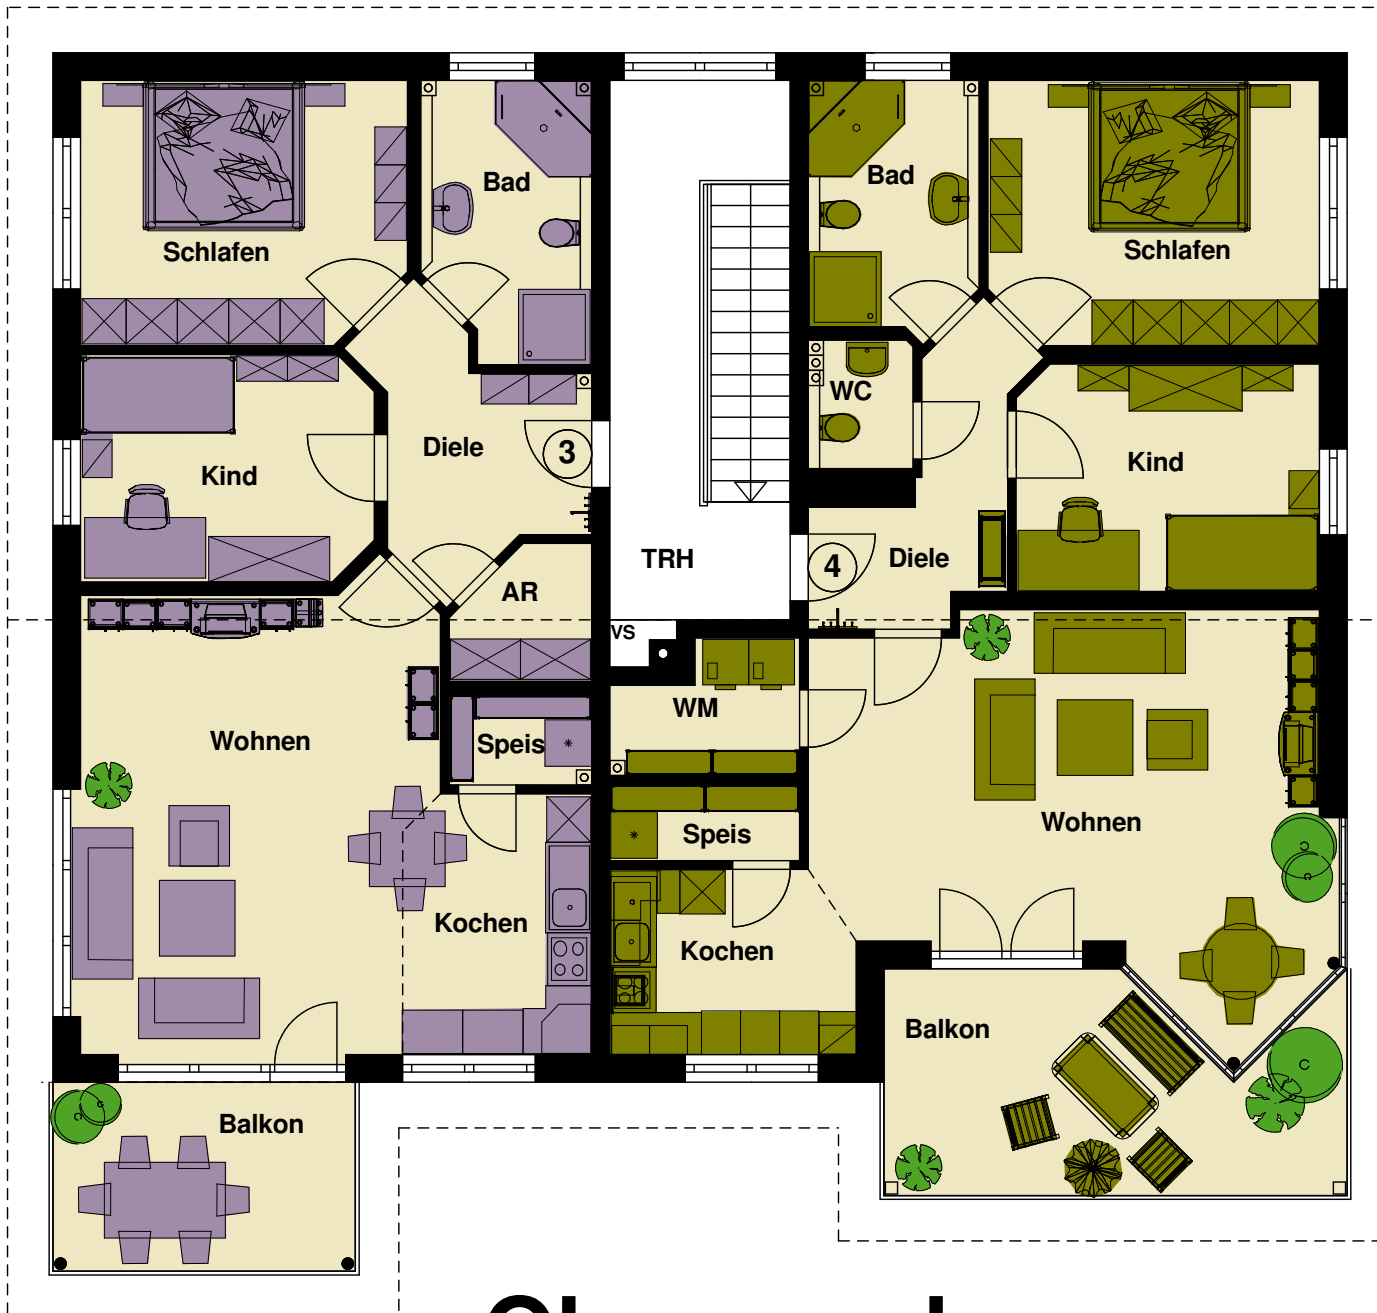 Bad
Bad
Schlafen
Schlafen
WC
Diele
3
Kind
Kind
TRH
4
Diele
AR
VS
WM
Wohnen
Speis
Wohnen
Speis
Kochen
Kochen
Balkon
Balkon